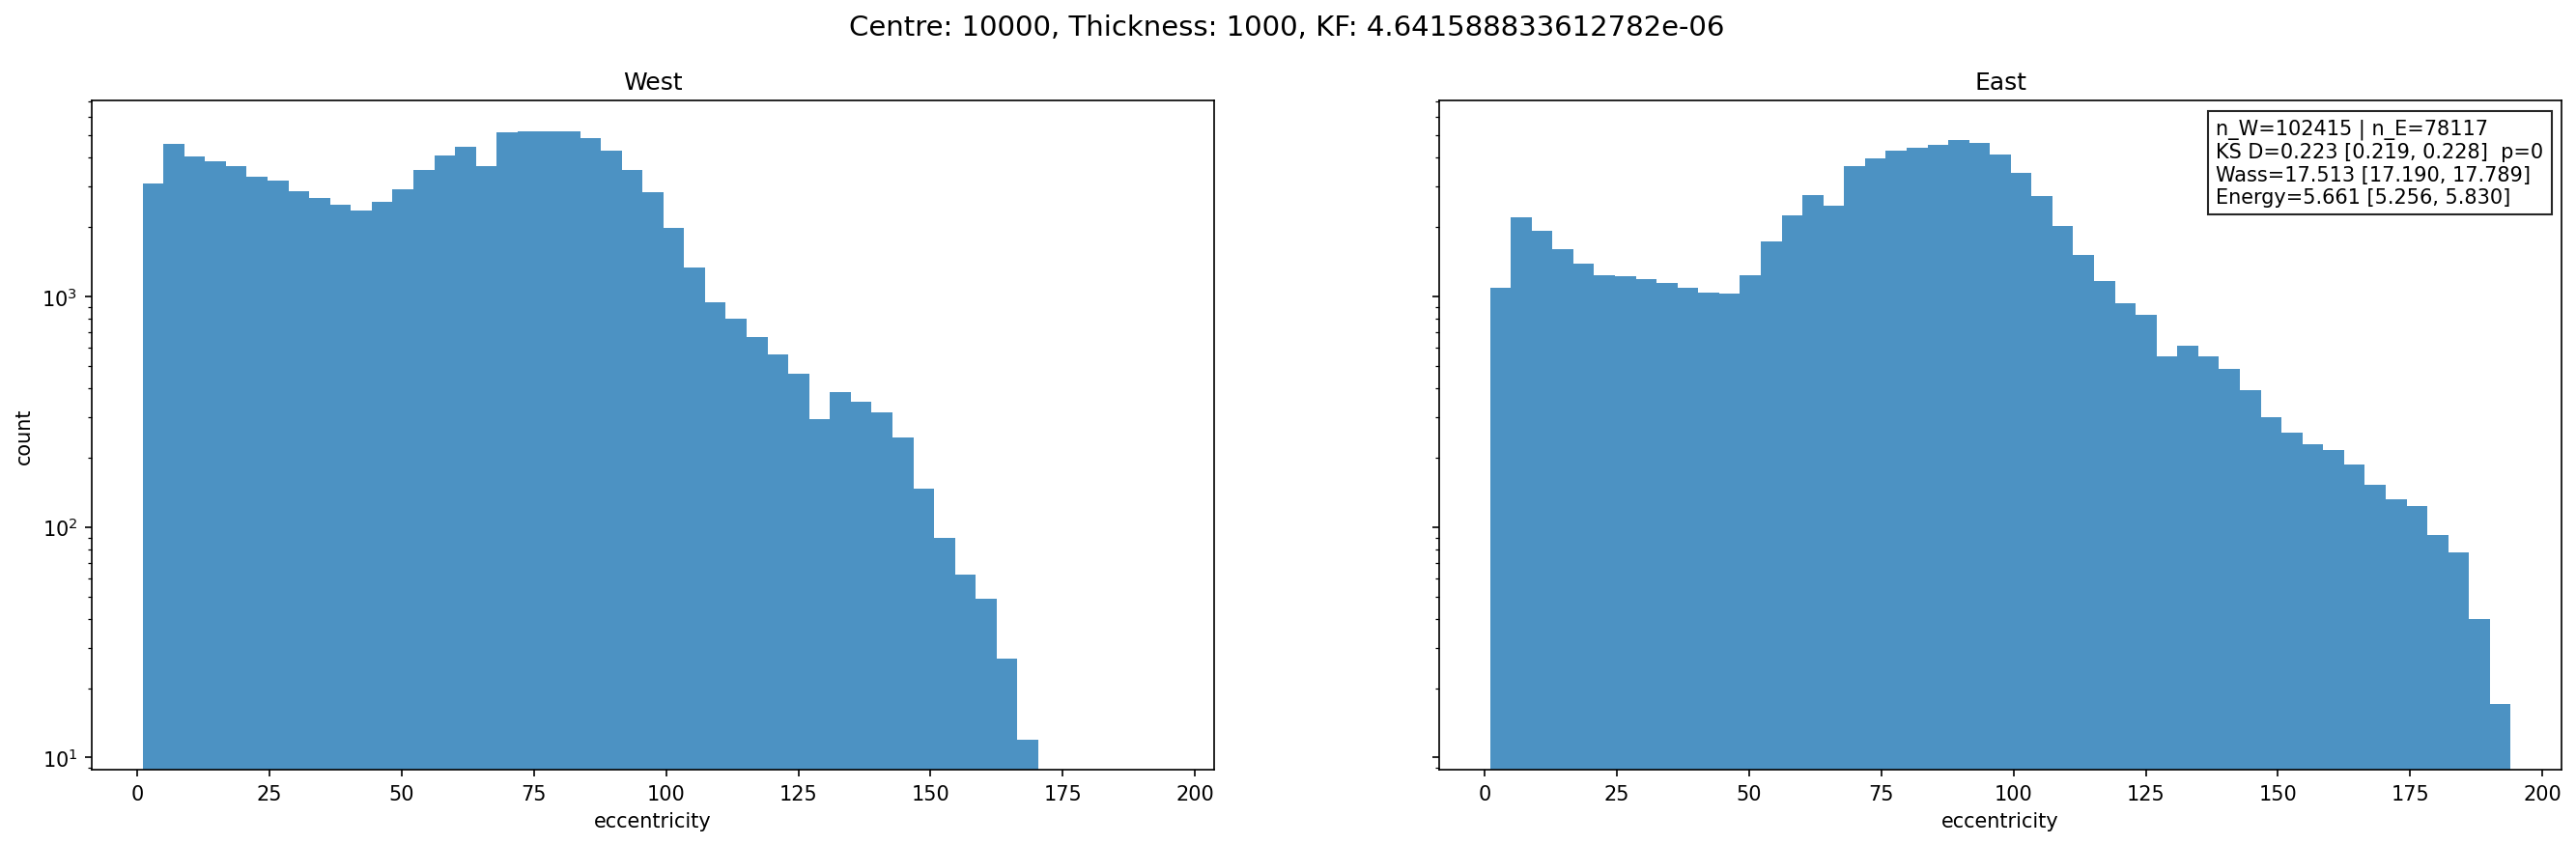 Centre: 10000, Thickness: 1000, KF: 4.641588833612782e-06
West
count
10³
10²
10¹
0 25 50 75 100 125 150 175 200
eccentricity
East
n_W=102415 | n_E=78117
KS D=0.223 [0.219, 0.228]  p=0
Wass=17.513 [17.190, 17.789]
Energy=5.661 [5.256, 5.830]
0 25 50 75 100 125 150 175 200
eccentricity